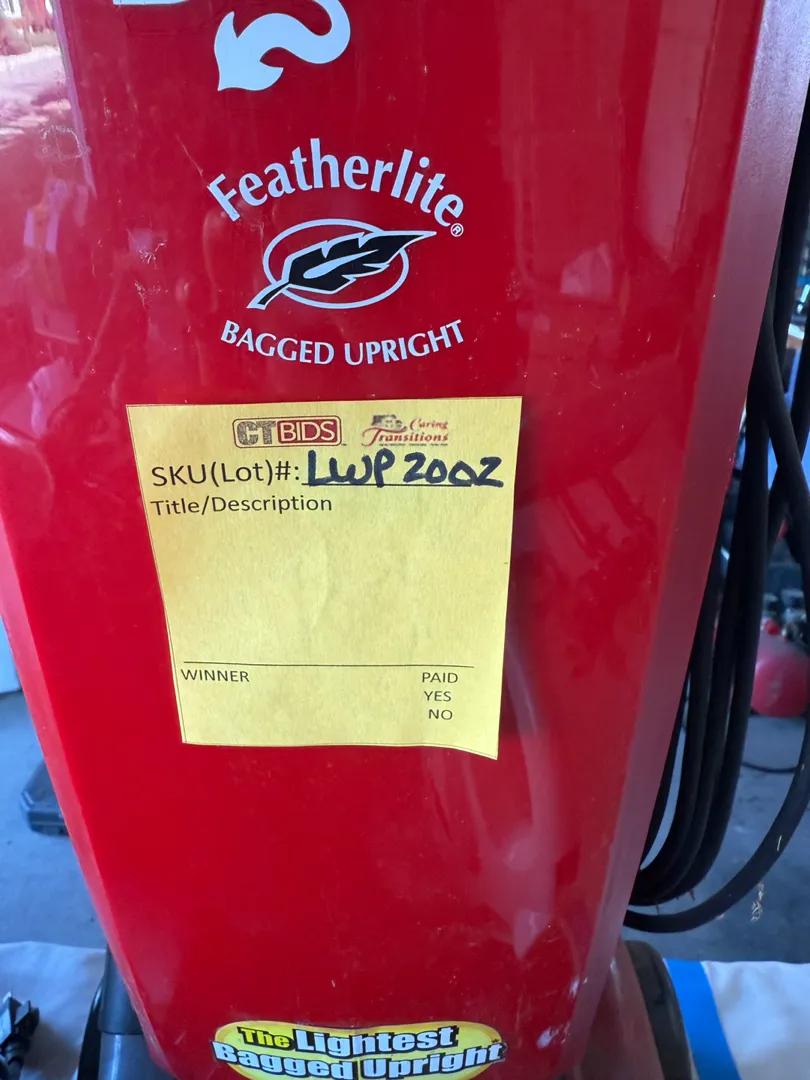 Featherlite®
BAGGED UPRIGHT
CTBIDS Caring Transitions
SKU(Lot)#: LWP 2002
Title/Description
WINNER PAID
YES
NO
The Lightest
Bagged Upright